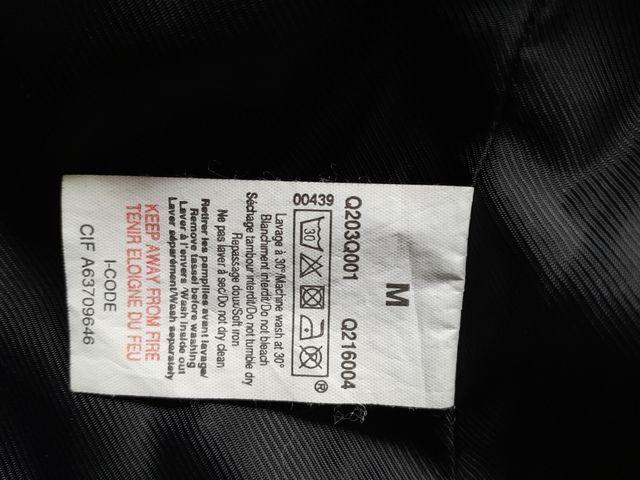 M
Q203Q001 Q216004
00439
30
®
Lavage à 30°/Machine wash at 30°
Blanchiment interdit/Do not bleach
Séchage tambour interdit/Do not tumble dry
Repassage doux/Soft iron
Ne pas laver à sec/Do not dry clean
Retirer les pampilles avant lavage/
Remove tassel before washing
Laver à l'envers /Wash inside out
Laver séparément/Wash separately
KEEP AWAY FROM FIRE
TENIR ELOIGNE DU FEU
I-CODE
CIF A63709646